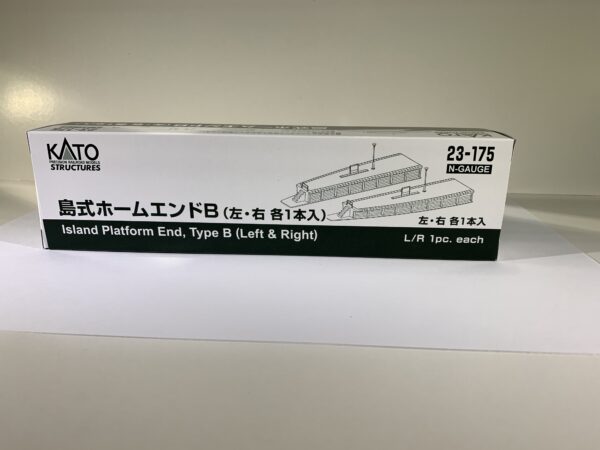 KATO
PRECISION RAILROAD MODELS
STRUCTURES
23-175
N-GAUGE
島式ホームエンドB(左・右 各1本入)
左・右 各1本入
Island Platform End, Type B (Left & Right)
L/R 1pc. each